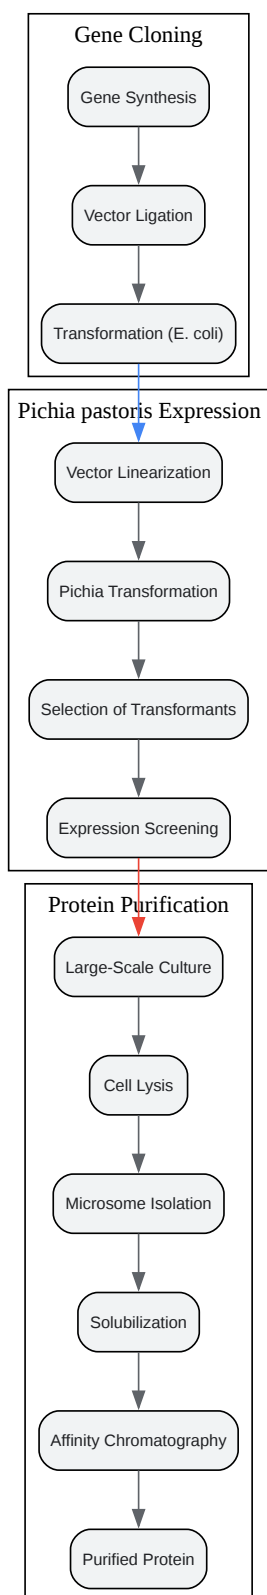 Gene Cloning
Gene Synthesis
Vector Ligation
Transformation (E. coli)
Pichia pastoris Expression
Vector Linearization
Pichia Transformation
Selection of Transformants
Expression Screening
Protein Purification
Large-Scale Culture
Cell Lysis
Microsome Isolation
Solubilization
Affinity Chromatography
Purified Protein